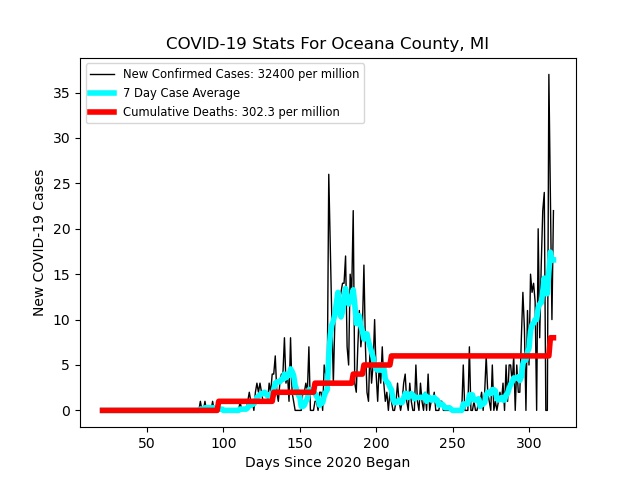 COVID-19 Stats For Oceana County, MI
New Confirmed Cases: 32400 per million
7 Day Case Average
Cumulative Deaths: 302.3 per million
New COVID-19 Cases
35
30
25
20
15
10
5
0
50 100 150 200 250 300
Days Since 2020 Began